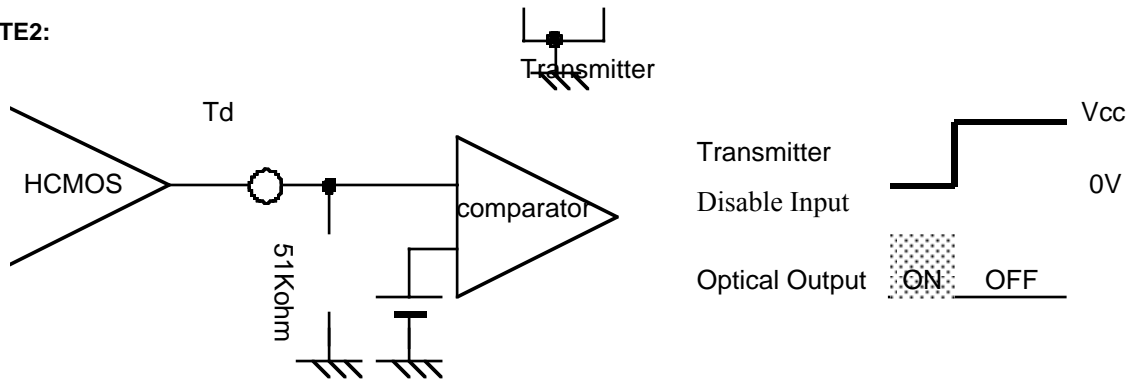 TE2:
Transmitter
Td
HCMOS
comparator
51Kohm
Transmitter
Disable Input
Vcc
0V
Optical Output
ON
OFF